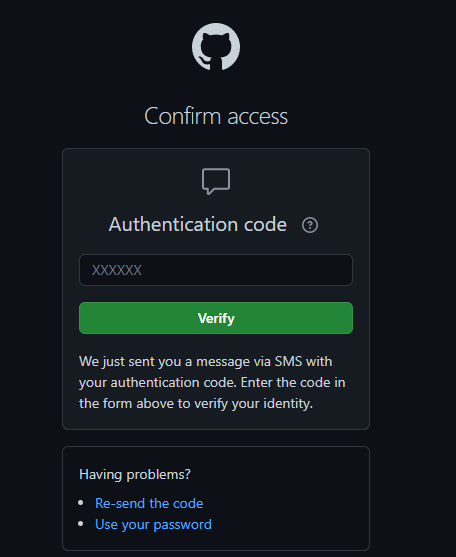 Confirm access
Authentication code
XXXXXX
Verify
We just sent you a message via SMS with
your authentication code. Enter the code in
the form above to verify your identity.
Having problems?
Re-send the code
Use your password